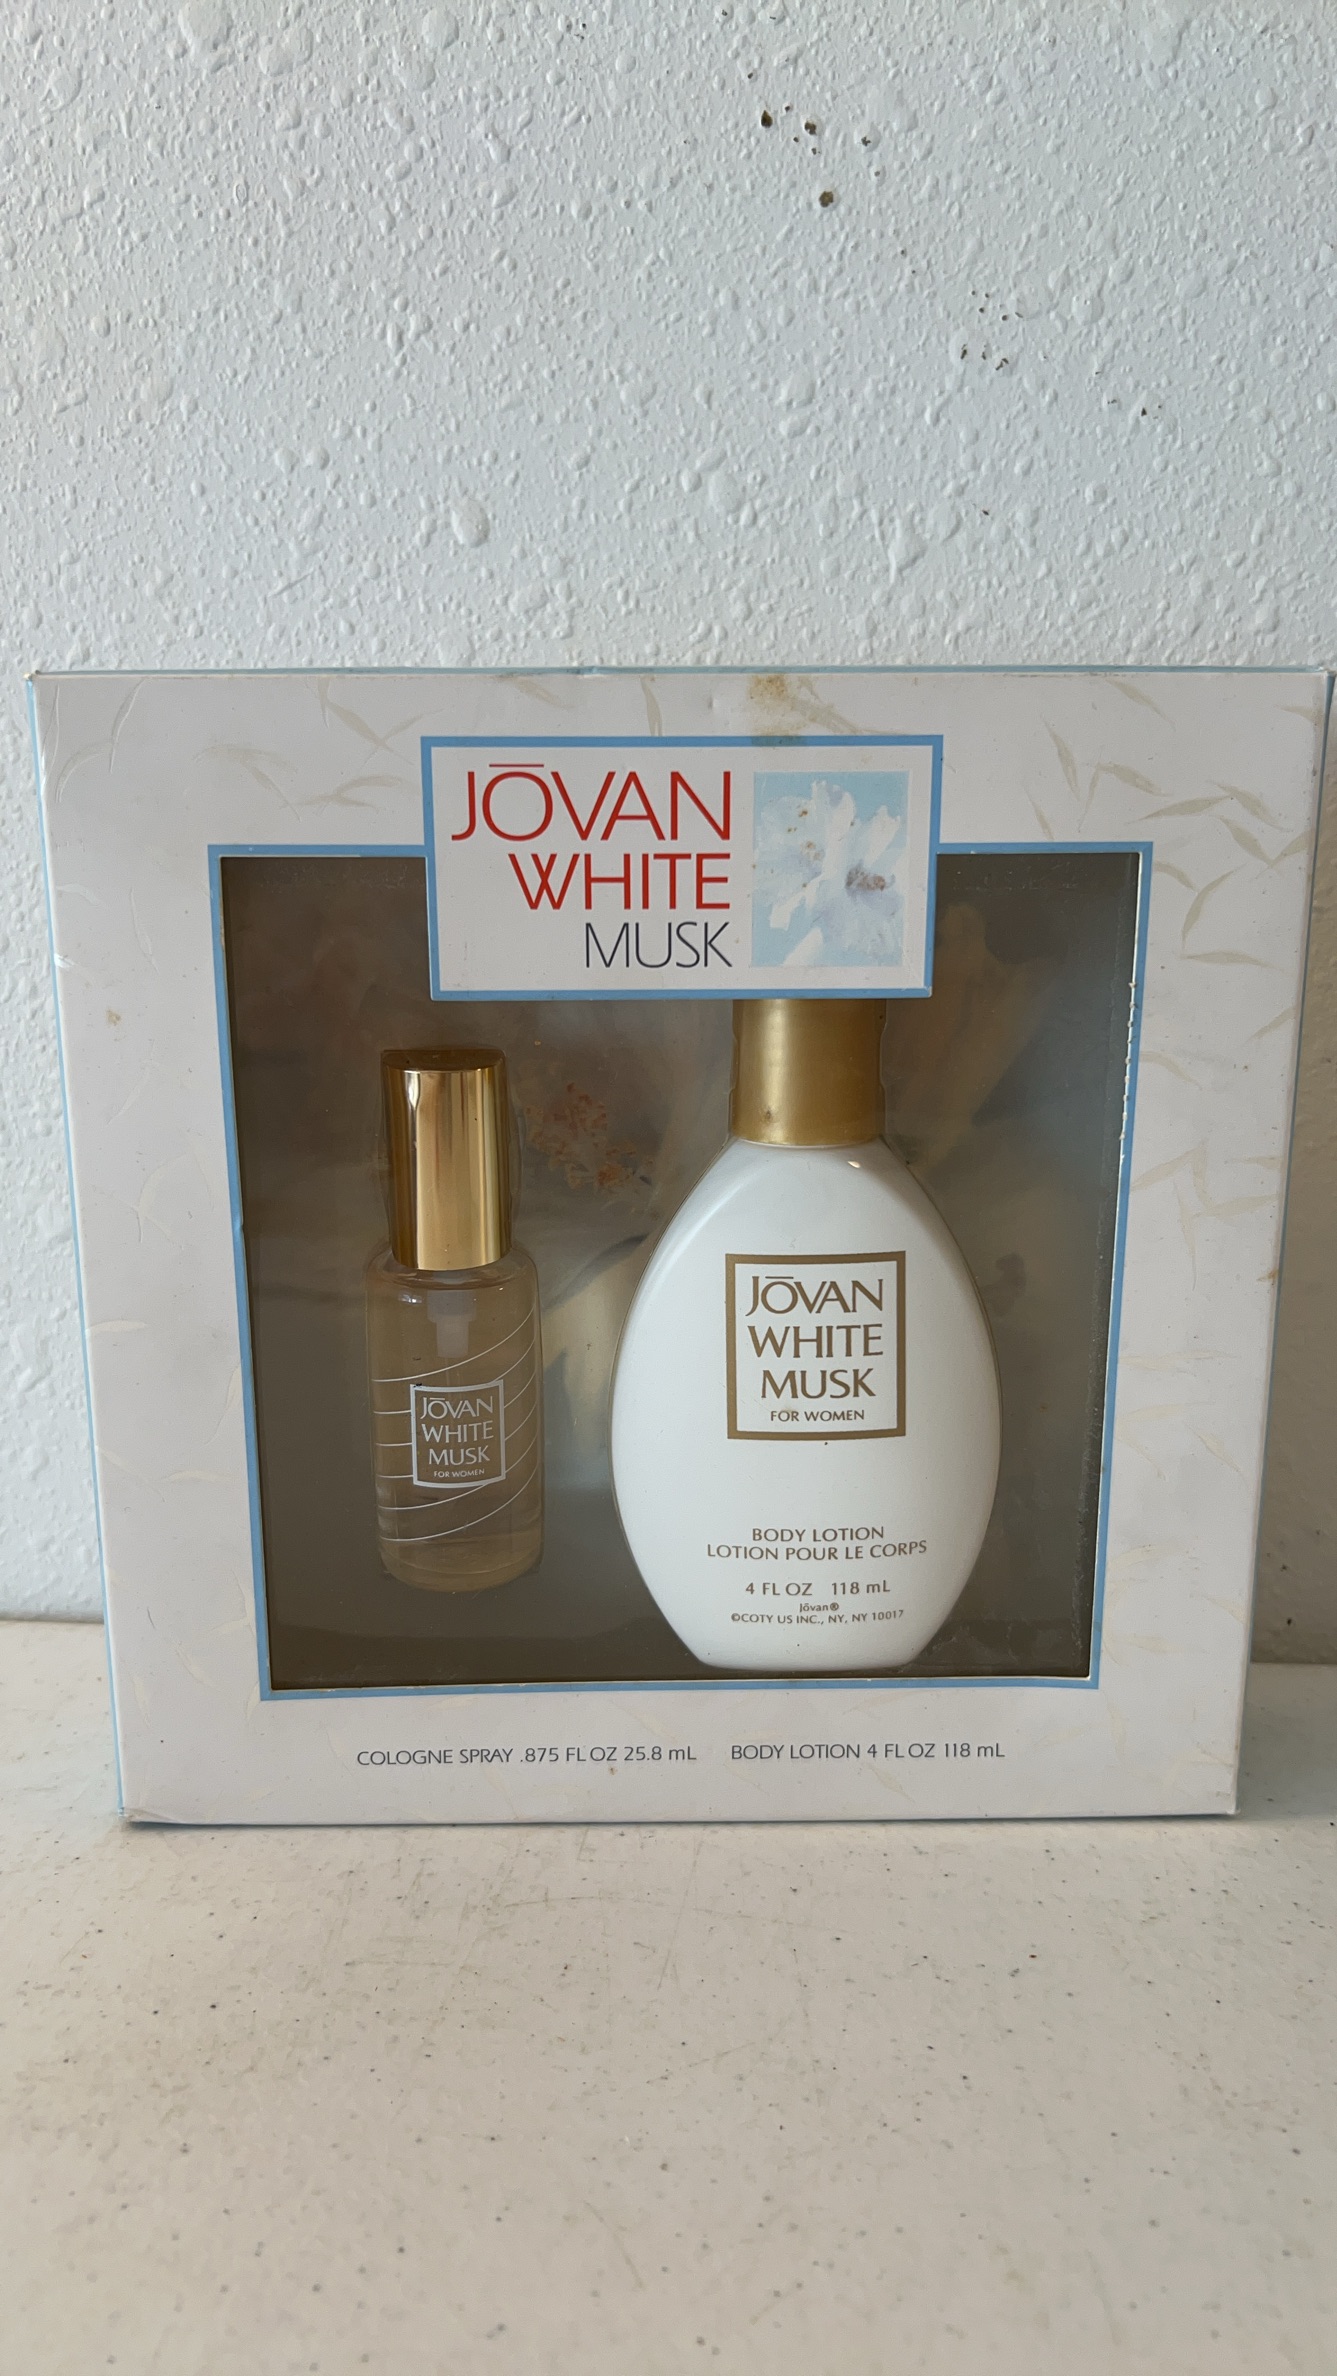 JŌVAN
WHITE
MUSK
JŌVAN
WHITE
MUSK
FOR WOMEN
JŌVAN
WHITE
MUSK
FOR WOMEN
BODY LOTION
LOTION POUR LE CORPS
4 FL OZ 118 mL
Jōvan®
©COTY US INC., NY, NY 10017
COLOGNE SPRAY .875 FL OZ 25.8 mL BODY LOTION 4 FL OZ 118 mL